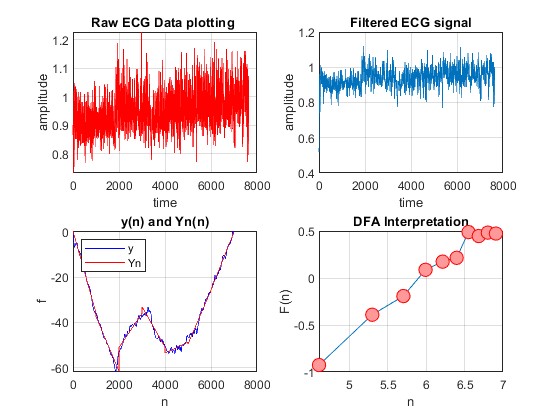 Raw ECG Data plotting
1.2
1.1
1
0.9
0.8
amplitude
0
2000
4000
6000
8000
time
Filtered ECG signal
1.2
1
0.8
0.6
0.4
amplitude
0
2000
4000
6000
8000
time
y(n) and Yn(n)
y
Yn
0
-20
-40
-60
f
0
2000
4000
6000
8000
n
DFA Interpretation
0.5
0
-0.5
-1
F(n)
5
5.5
6
6.5
7
n